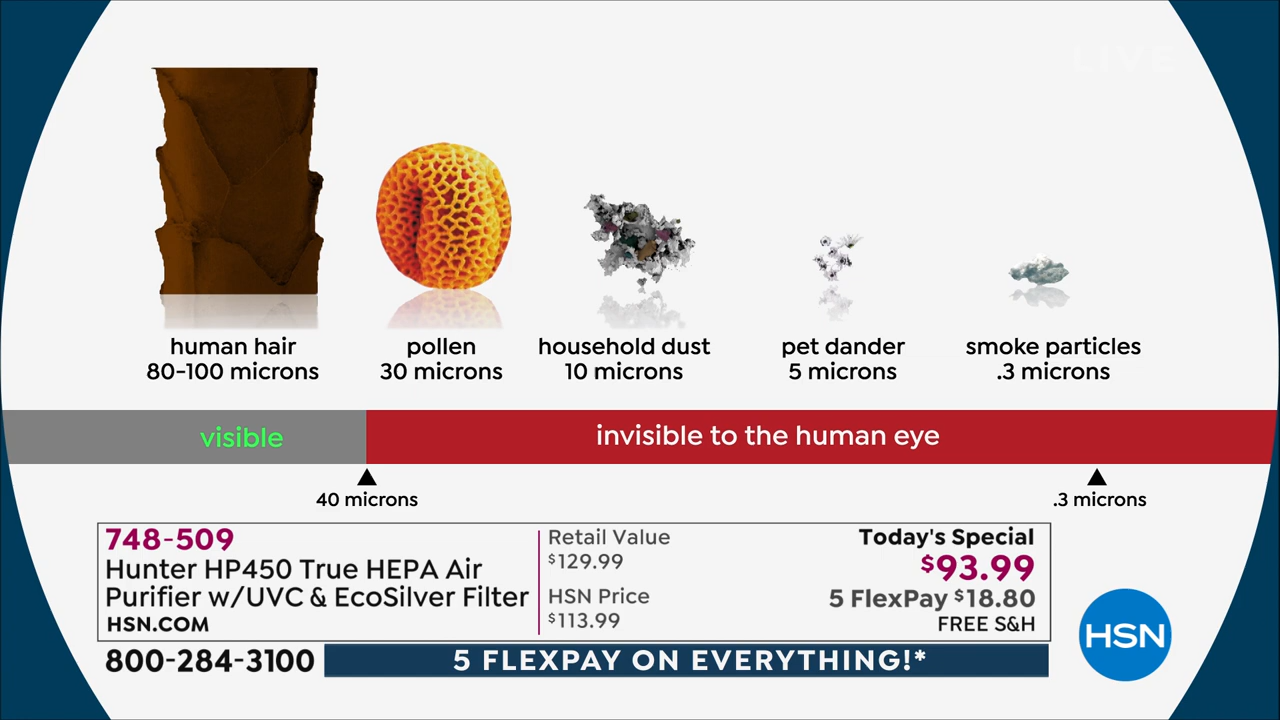 LIVE
human hair
80-100 microns
pollen
30 microns
household dust
10 microns
pet dander
5 microns
smoke particles
.3 microns
visible
invisible to the human eye
40 microns
.3 microns
748-509
Hunter HP450 True HEPA Air
Purifier w/UVC & EcoSilver Filter
HSN.COM
Retail Value
$129.99
HSN Price
$113.99
Today's Special
$93.99
5 FlexPay $18.80
FREE S&H
HSN
800-284-3100
5 FLEXPAY ON EVERYTHING!*